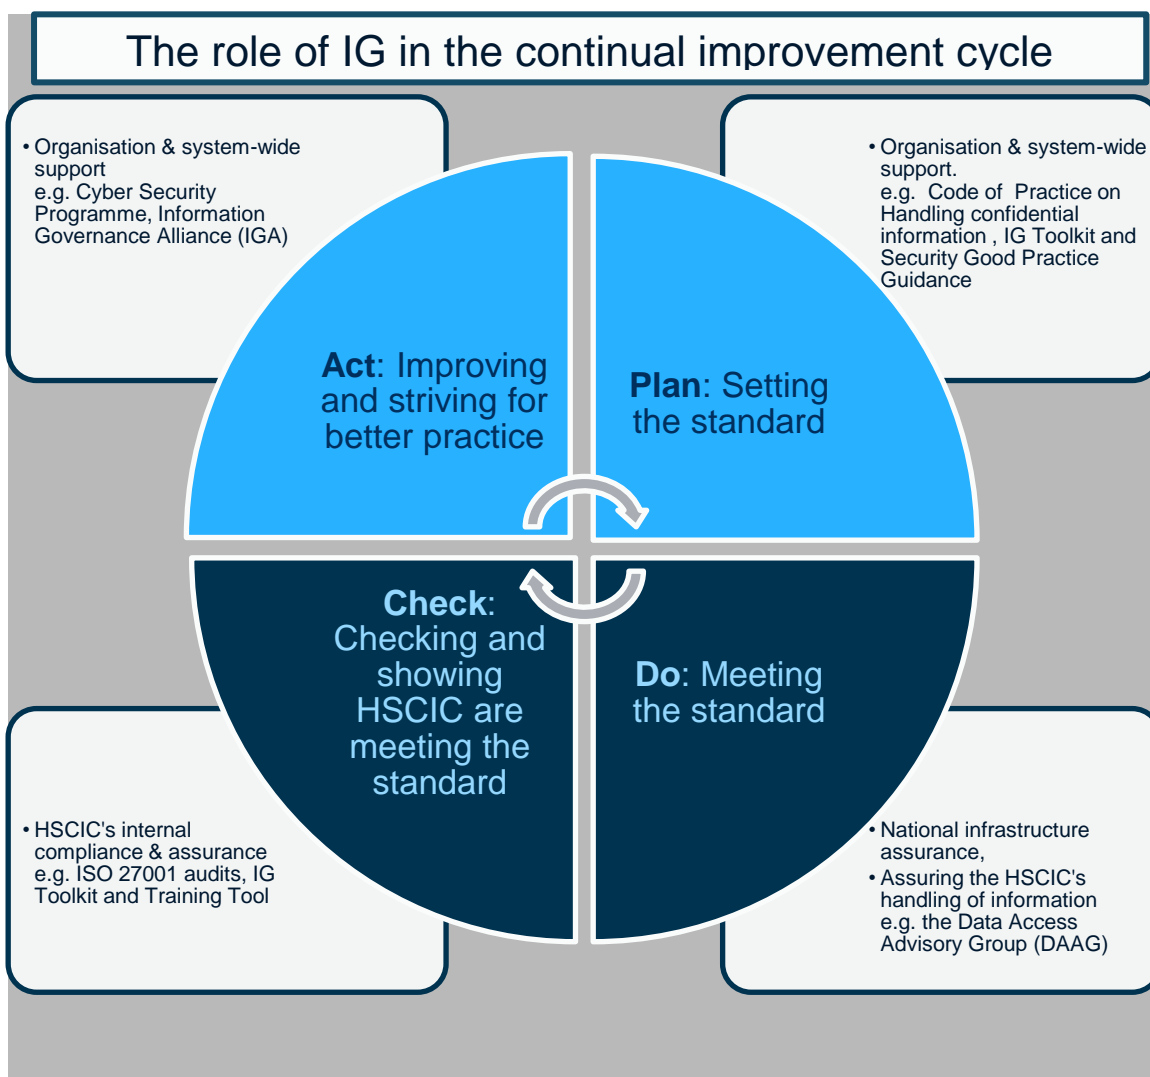 The role of IG in the continual improvement cycle
• Organisation & system-wide
support
e.g. Cyber Security
Programme, Information
Governance Alliance (IGA)
• Organisation & system-wide
support.
e.g. Code of Practice on
Handling confidential
information , IG Toolkit and
Security Good Practice
Guidance
Act: Improving
and striving for
better practice
Plan: Setting
the standard
Check:
Checking and
showing
HSCIC are
meeting the
standard
Do: Meeting
the standard
• HSCIC's internal
compliance & assurance
e.g. ISO 27001 audits, IG
Toolkit and Training Tool
• National infrastructure
assurance,
• Assuring the HSCIC's
handling of information
e.g. the Data Access
Advisory Group (DAAG)